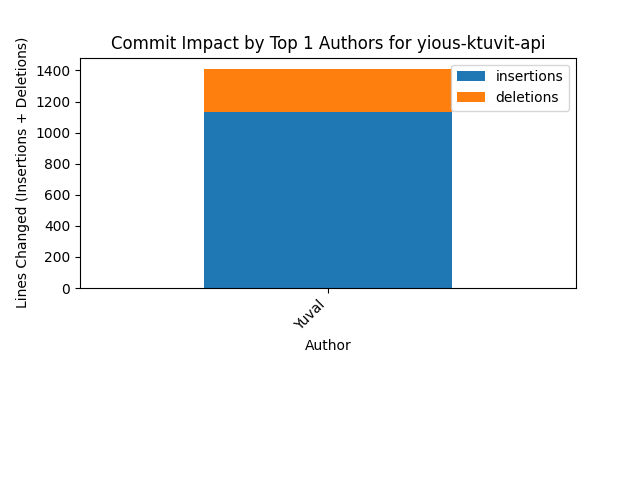 Commit Impact by Top 1 Authors for yious-ktuvit-api
Lines Changed (Insertions + Deletions)
1400
1200
1000
800
600
400
200
0
insertions
deletions
Yuval
Author